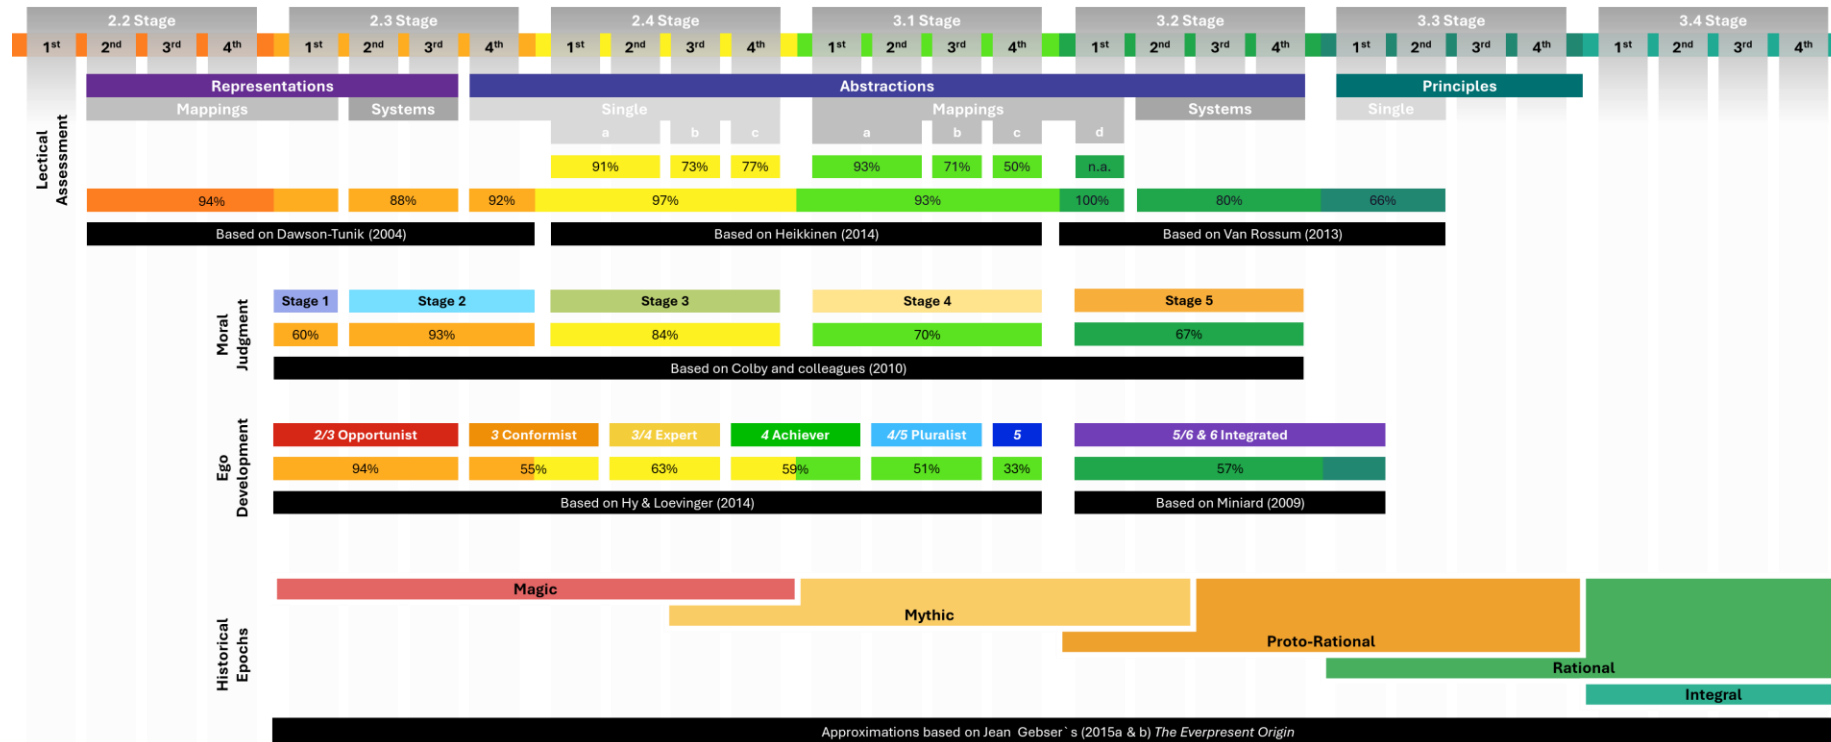 2.2 Stage 2.3 Stage 2.4 Stage 3.1 Stage 3.2 Stage 3.3 Stage 3.4 Stage
1st 2nd 3rd 4th 1st 2nd 3rd 4th 1st 2nd 3rd 4th 1st 2nd 3rd 4th 1st 2nd 3rd 4th 1st 2nd 3rd 4th 1st 2nd 3rd 4th
Lectical
Assessment
Representations Abstractions Principles
Mappings Systems Single Mappings Systems Single
a b c a b c d
91% 73% 77% 93% 71% 50% n.a.
94% 88% 92% 97% 93% 100% 80% 66%
Based on Dawson-Tunik (2004) Based on Heikkinen (2014) Based on Van Rossum (2013)
Moral
Judgment
Stage 1 Stage 2 Stage 3 Stage 4 Stage 5
60% 93% 84% 70% 67%
Based on Colby and colleagues (2010)
Ego
Development
2/3 Opportunist 3 Conformist 3/4 Expert 4 Achiever 4/5 Pluralist 5 5/6 & 6 Integrated
94% 55% 63% 59% 51% 33% 57%
Based on Hy & Loevinger (2014) Based on Miniard (2009)
Historical
Epochs
Magic
Mythic
Proto-Rational
Rational
Integral
Approximations based on Jean Gebser`s (2015a & b) The Everpresent Origin